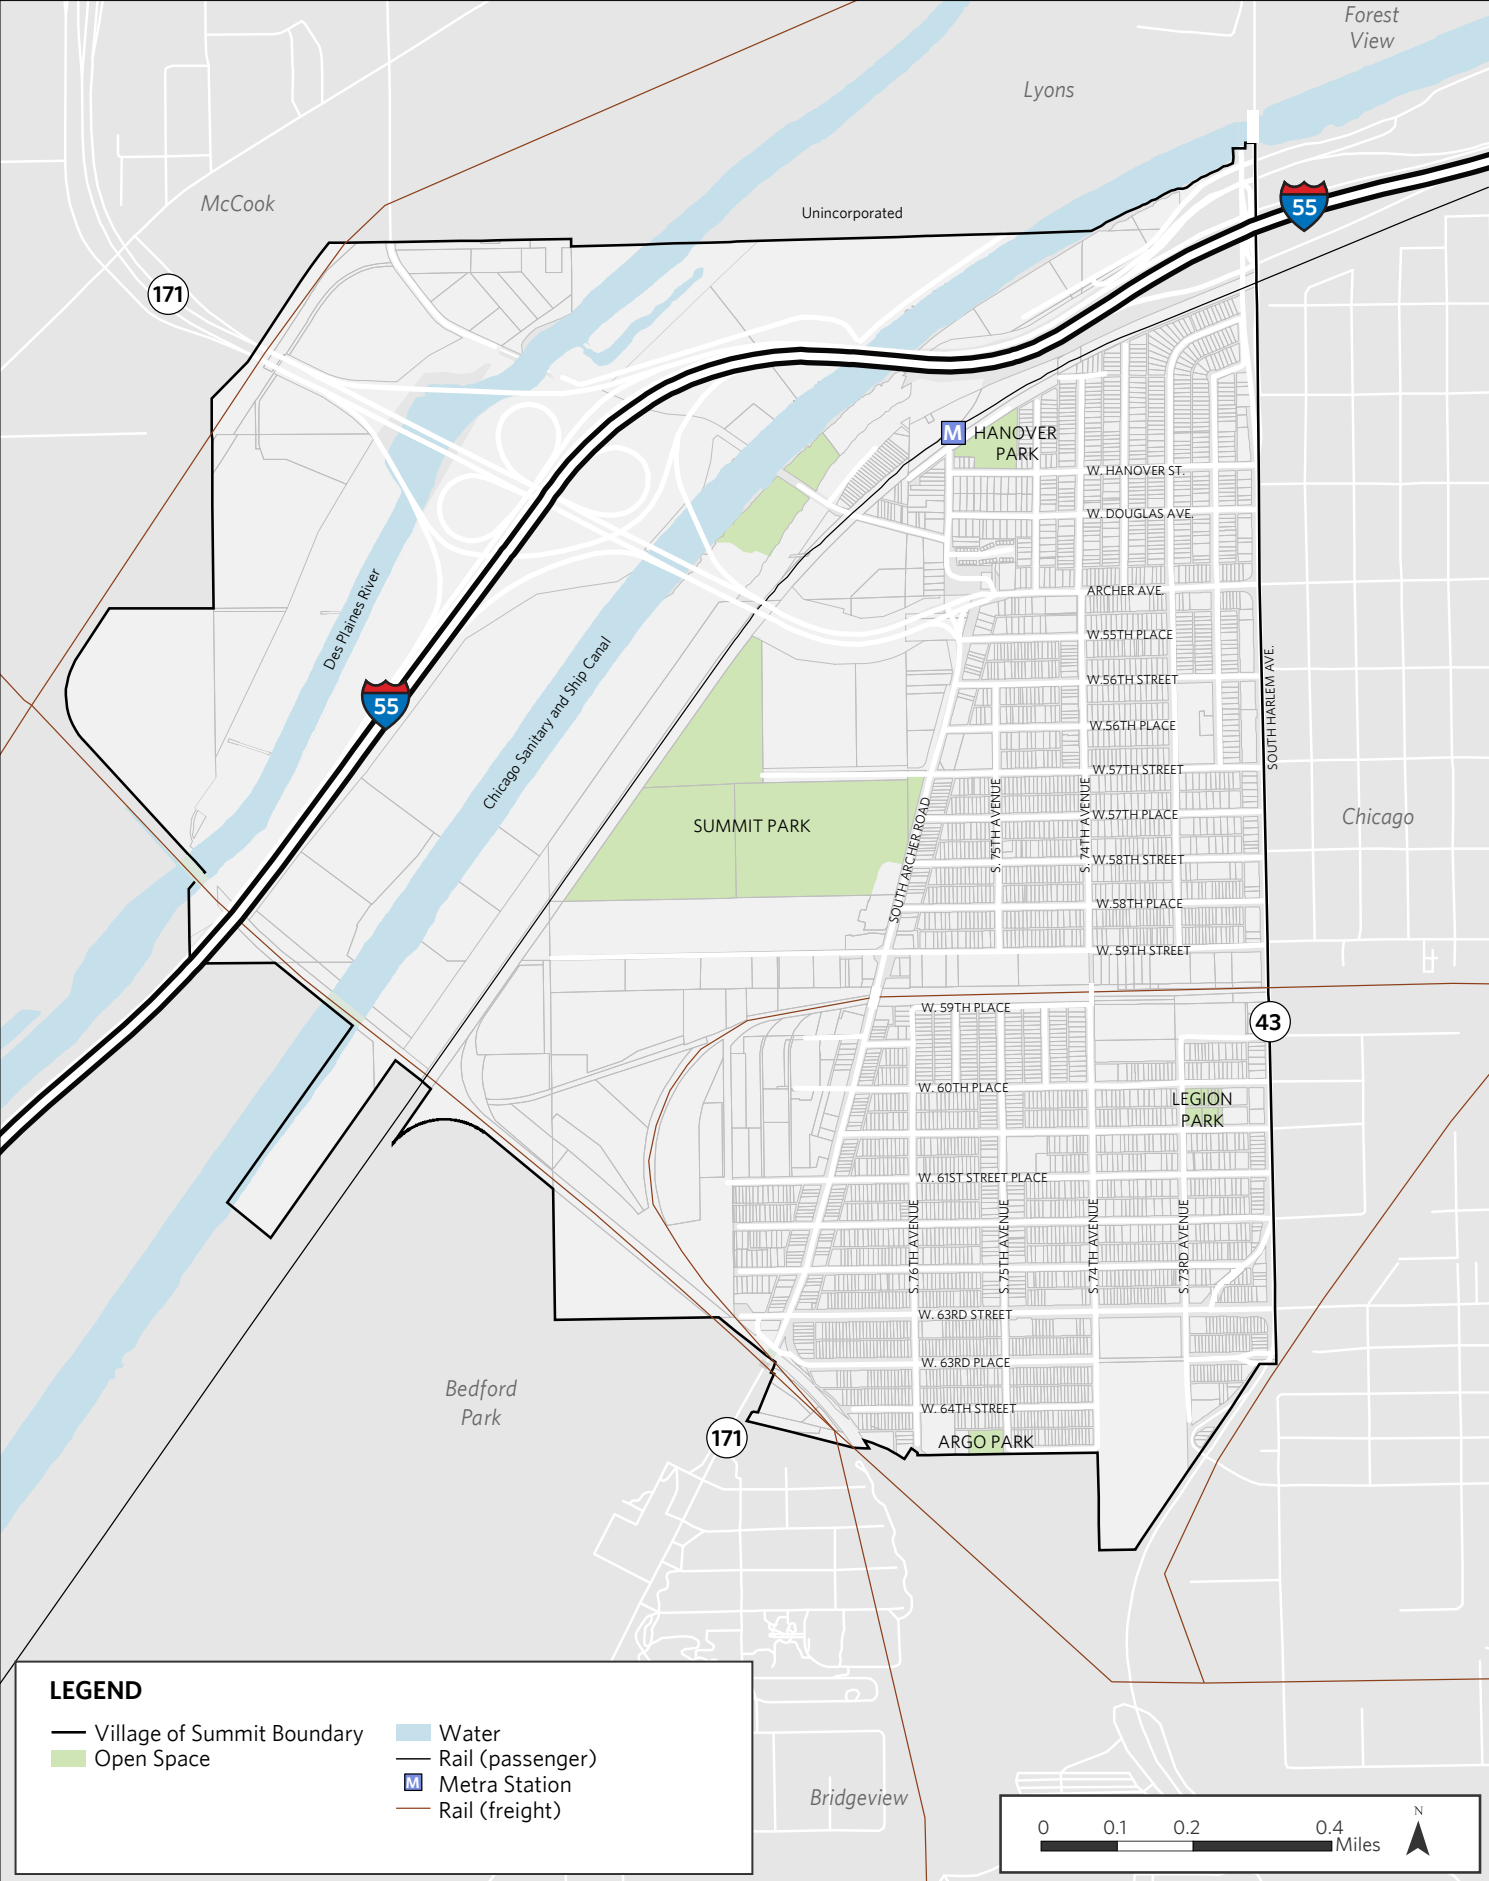 Forest
View
Lyons
McCook
Unincorporated
55
171
M
HANOVER
PARK
W. HANOVER ST.
W. DOUGLAS AVE.
ARCHER AVE.
W.55TH PLACE
W.56TH STREET
W.56TH PLACE
W.57TH STREET
W.57TH PLACE
W.58TH STREET
W.58TH PLACE
W. 59TH STREET
SOUTH HARLEM AVE.
Des Plaines River
55
Chicago Sanitary and Ship Canal
SUMMIT PARK
SOUTH ARCHER ROAD
S. 75TH AVENUE
S. 74TH AVENUE
Chicago
W. 59TH PLACE
43
W. 60TH PLACE
LEGION
PARK
W. 61ST STREET PLACE
S. 76TH AVENUE
S. 75TH AVENUE
S. 74TH AVENUE
S. 73RD AVENUE
W. 63RD STREET
W. 63RD PLACE
W. 64TH STREET
ARGO PARK
Bedford
Park
171
Bridgeview
LEGEND
Village of Summit Boundary
Open Space
Water
Rail (passenger)
M Metra Station
Rail (freight)
0 0.1 0.2 0.4
Miles
N